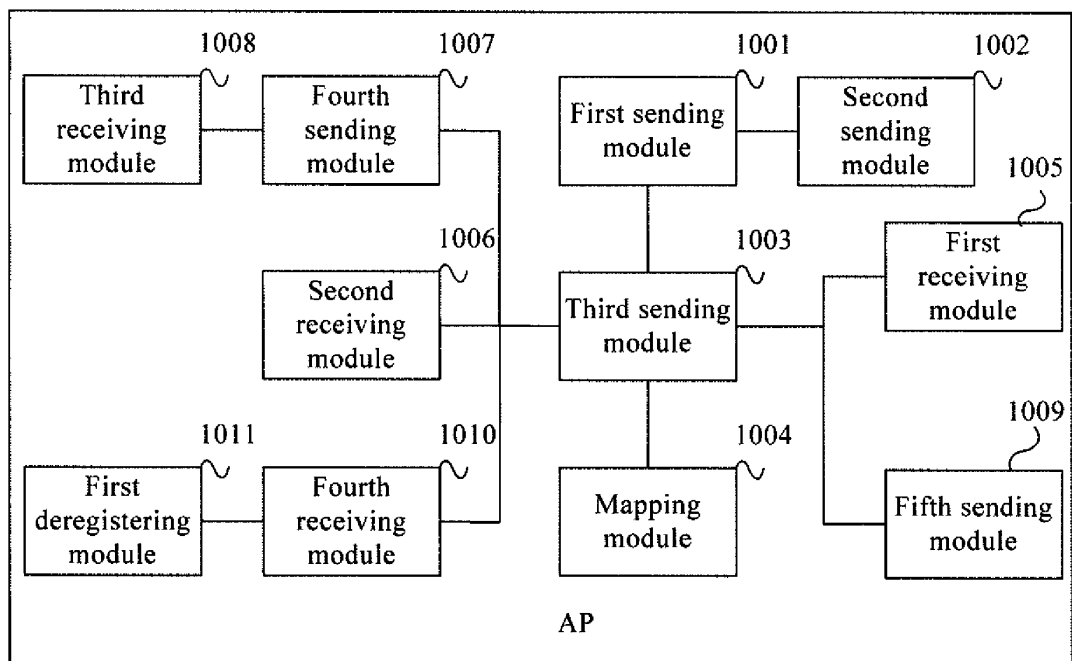 1008
1007
1001
1002
Third
receiving
module
Fourth
sending
module
First sending
module
Second
sending
module
1005
1006
1003
First
receiving
module
Second
receiving
module
Third sending
module
1009
1011
1010
1004
First
deregistering
module
Fourth
receiving
module
Mapping
module
Fifth sending
module
AP